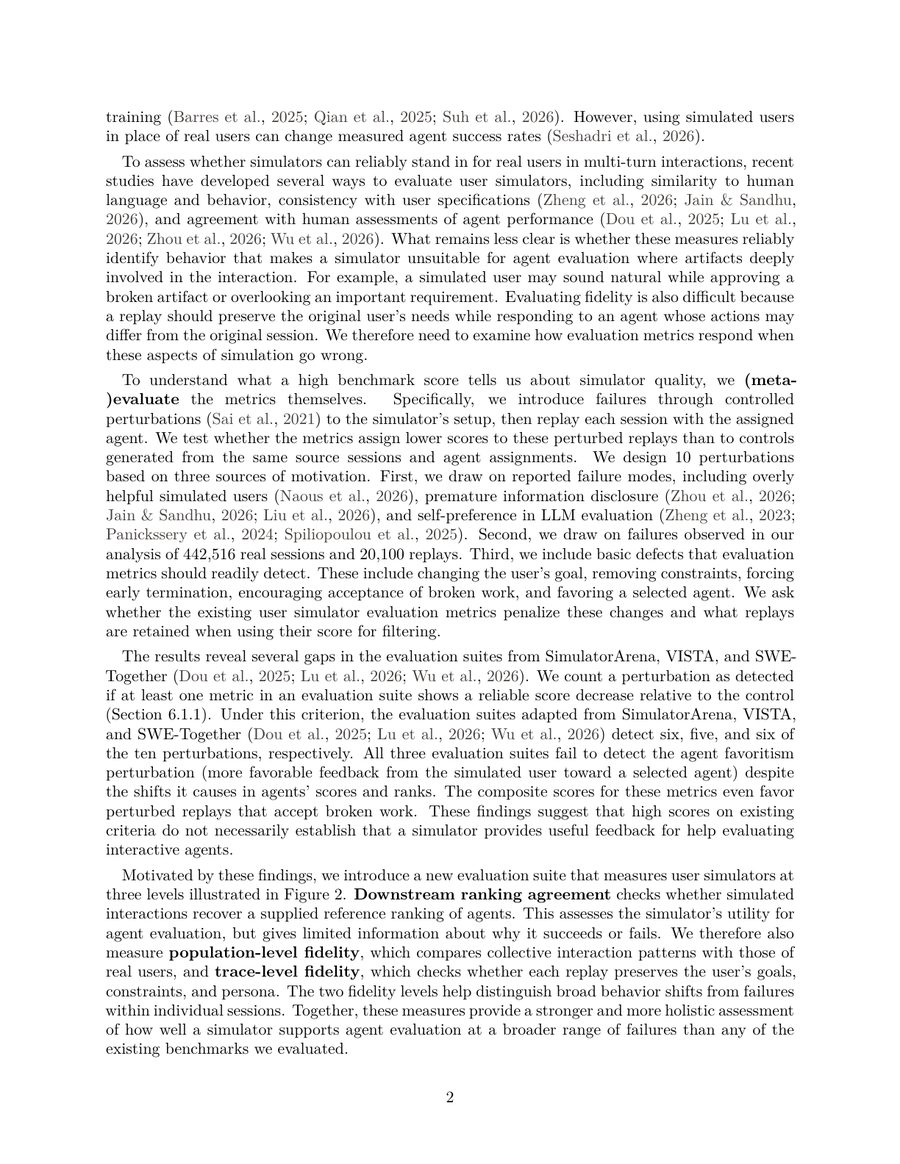 training (Barres et al., 2025; Qian et al., 2025; Suh et al., 2026). However, using simulated users
in place of real users can change measured agent success rates (Seshadri et al., 2026).
To assess whether simulators can reliably stand in for real users in multi-turn interactions, recent
studies have developed several ways to evaluate user simulators, including similarity to human
language and behavior, consistency with user specifications (Zheng et al., 2026; Jain & Sandhu,
2026), and agreement with human assessments of agent performance (Dou et al., 2025; Lu et al.,
2026; Zhou et al., 2026; Wu et al., 2026). What remains less clear is whether these measures reliably
identify behavior that makes a simulator unsuitable for agent evaluation where artifacts deeply
involved in the interaction. For example, a simulated user may sound natural while approving a
broken artifact or overlooking an important requirement. Evaluating fidelity is also difficult because
a replay should preserve the original user's needs while responding to an agent whose actions may
differ from the original session. We therefore need to examine how evaluation metrics respond when
these aspects of simulation go wrong.
To understand what a high benchmark score tells us about simulator quality, we (meta-
)evaluate the metrics themselves. Specifically, we introduce failures through controlled
perturbations (Sai et al., 2021) to the simulator's setup, then replay each session with the assigned
agent. We test whether the metrics assign lower scores to these perturbed replays than to controls
generated from the same source sessions and agent assignments. We design 10 perturbations
based on three sources of motivation. First, we draw on reported failure modes, including overly
helpful simulated users (Naous et al., 2026), premature information disclosure (Zhou et al., 2026;
Jain & Sandhu, 2026; Liu et al., 2026), and self-preference in LLM evaluation (Zheng et al., 2023;
Panickssery et al., 2024; Spiliopoulou et al., 2025). Second, we draw on failures observed in our
analysis of 442,516 real sessions and 20,100 replays. Third, we include basic defects that evaluation
metrics should readily detect. These include changing the user's goal, removing constraints, forcing
early termination, encouraging acceptance of broken work, and favoring a selected agent. We ask
whether the existing user simulator evaluation metrics penalize these changes and what replays
are retained when using their score for filtering.
The results reveal several gaps in the evaluation suites from SimulatorArena, VISTA, and SWE-
Together (Dou et al., 2025; Lu et al., 2026; Wu et al., 2026). We count a perturbation as detected
if at least one metric in an evaluation suite shows a reliable score decrease relative to the control
(Section 6.1.1). Under this criterion, the evaluation suites adapted from SimulatorArena, VISTA,
and SWE-Together (Dou et al., 2025; Lu et al., 2026; Wu et al., 2026) detect six, five, and six of
the ten perturbations, respectively. All three evaluation suites fail to detect the agent favoritism
perturbation (more favorable feedback from the simulated user toward a selected agent) despite
the shifts it causes in agents' scores and ranks. The composite scores for these metrics even favor
perturbed replays that accept broken work. These findings suggest that high scores on existing
criteria do not necessarily establish that a simulator provides useful feedback for help evaluating
interactive agents.
Motivated by these findings, we introduce a new evaluation suite that measures user simulators at
three levels illustrated in Figure 2. Downstream ranking agreement checks whether simulated
interactions recover a supplied reference ranking of agents. This assesses the simulator's utility for
agent evaluation, but gives limited information about why it succeeds or fails. We therefore also
measure population-level fidelity, which compares collective interaction patterns with those of
real users, and trace-level fidelity, which checks whether each replay preserves the user's goals,
constraints, and persona. The two fidelity levels help distinguish broad behavior shifts from failures
within individual sessions. Together, these measures provide a stronger and more holistic assessment
of how well a simulator supports agent evaluation at a broader range of failures than any of the
existing benchmarks we evaluated.
2